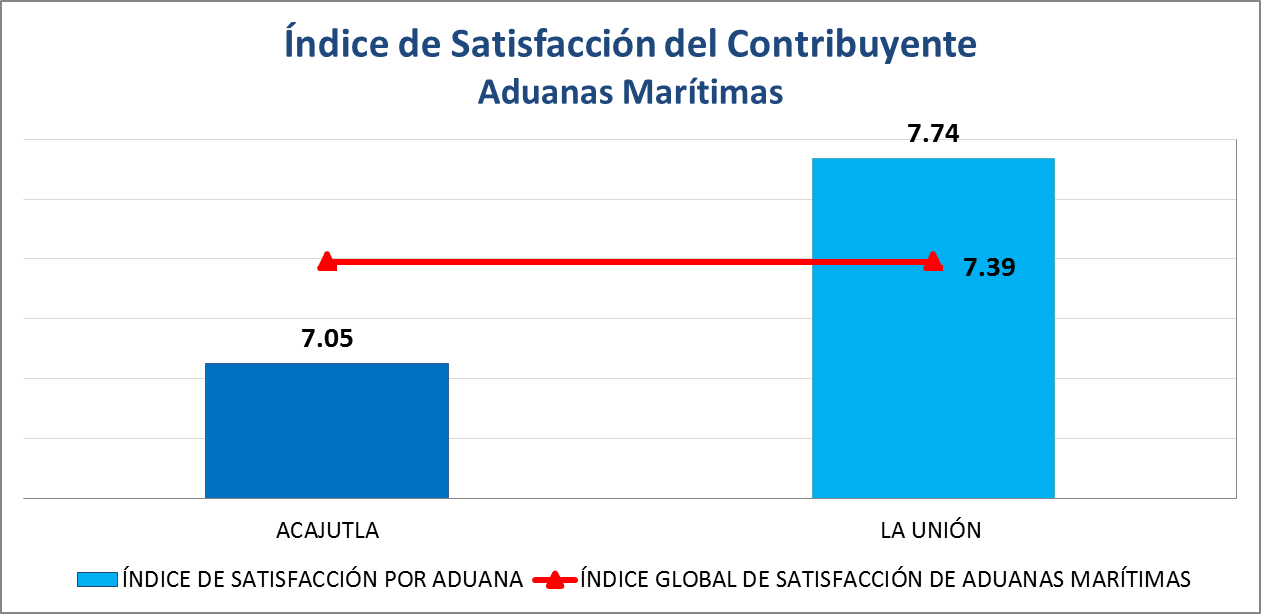 Índice de Satisfacción del Contribuyente
Aduanas Marítimas
7.74
7.39
7.05
ACAJUTLA
LA UNIÓN
ÍNDICE DE SATISFACCIÓN POR ADUANA
ÍNDICE GLOBAL DE SATISFACCIÓN DE ADUANAS MARÍTIMAS